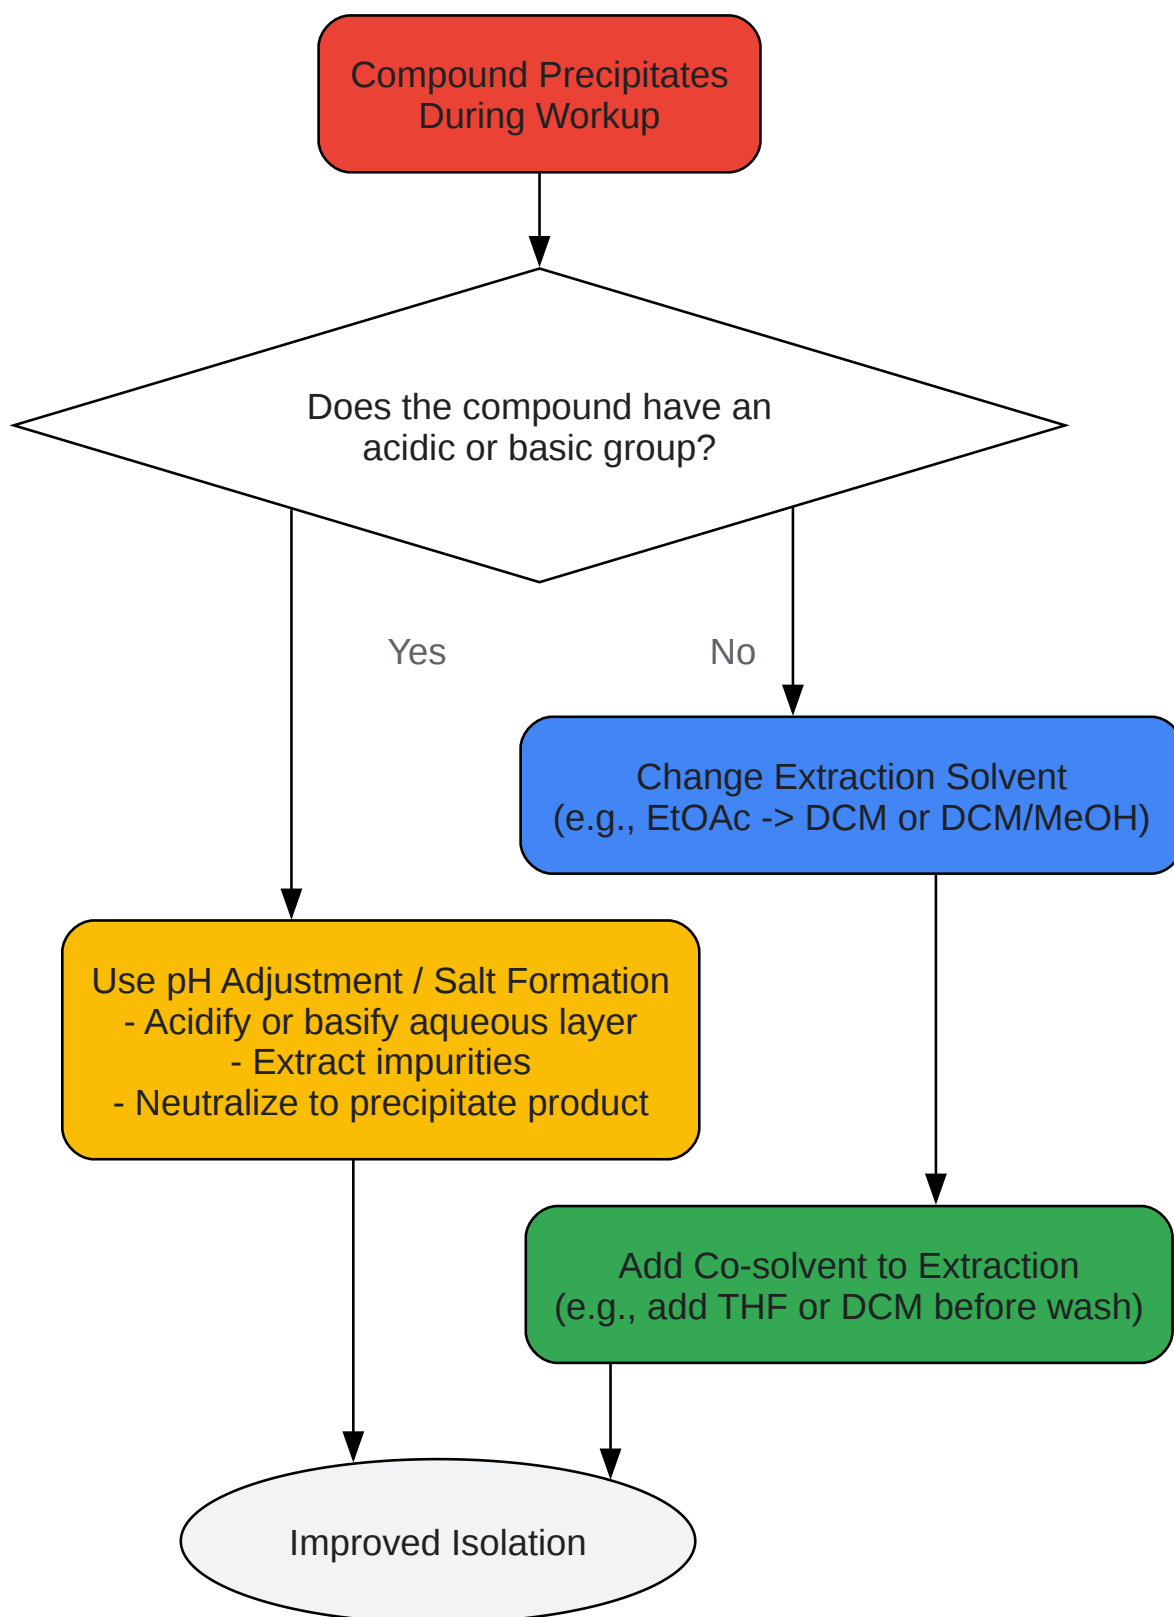 Compound Precipitates
During Workup
Does the compound have an
acidic or basic group?
Yes
No
Change Extraction Solvent
(e.g., EtOAc -> DCM or DCM/MeOH)
Use pH Adjustment / Salt Formation
- Acidify or basify aqueous layer
- Extract impurities
- Neutralize to precipitate product
Add Co-solvent to Extraction
(e.g., add THF or DCM before wash)
Improved Isolation